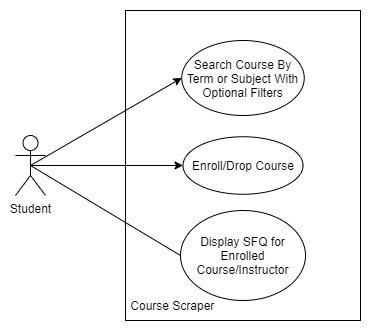 Search Course By
Term or Subject With
Optional Filters
Enroll/Drop Course
Student
Display SFQ for
Enrolled
Course/Instructor
Course Scraper